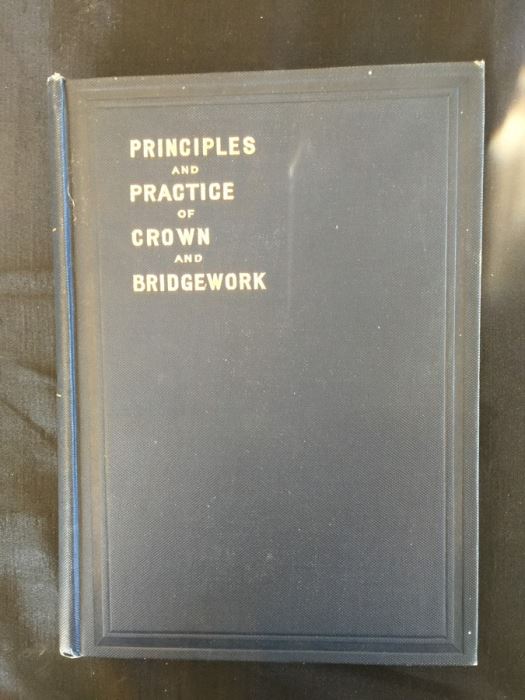 PRINCIPLES
AND
PRACTICE
OF
CROWN
AND
BRIDGEWORK